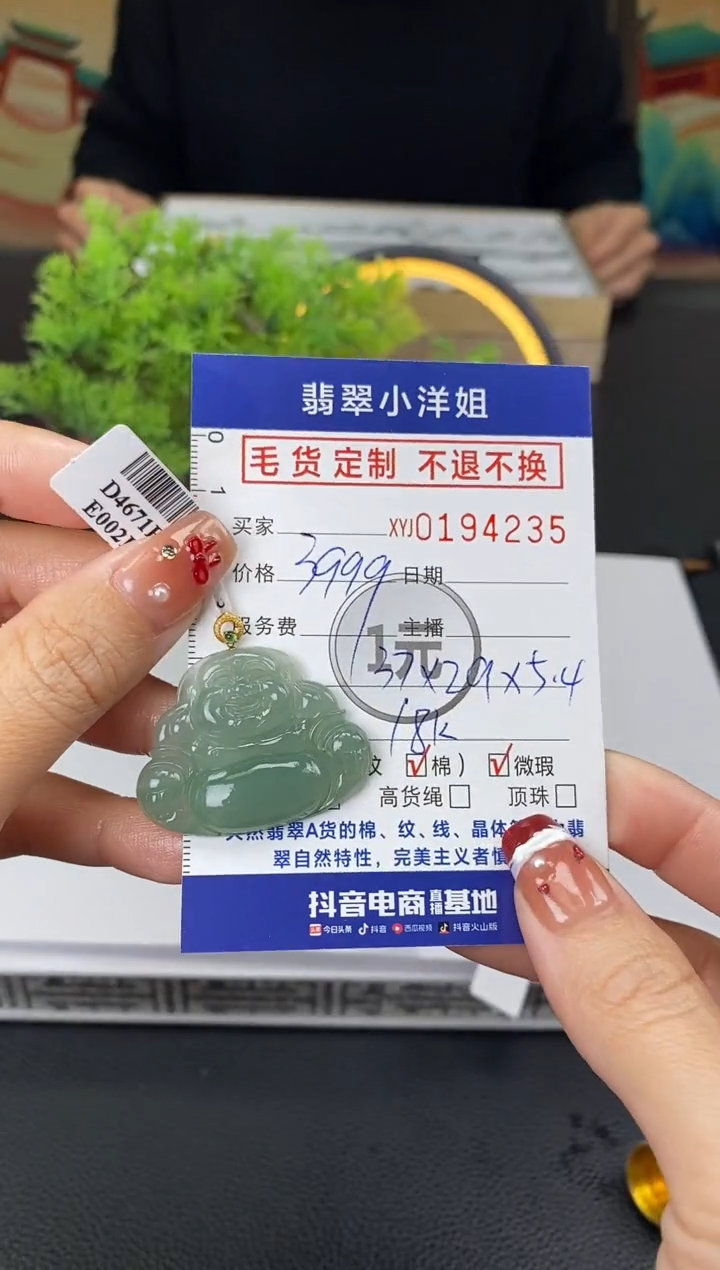 翡翠小洋姐
毛货定制 不退不换
0
1
D4671
E002
买家 XYJ0194235
价格 3999 日期
服务费 主播
1元
37x29x5.4
18k
纹 棉) 微瑕
高货绳 顶珠
天然翡翠A货的棉、纹、线、晶体 翡
翠自然特性,完美主义者慎
抖音电商直播基地
今日头条 抖音 西瓜视频 抖音火山版